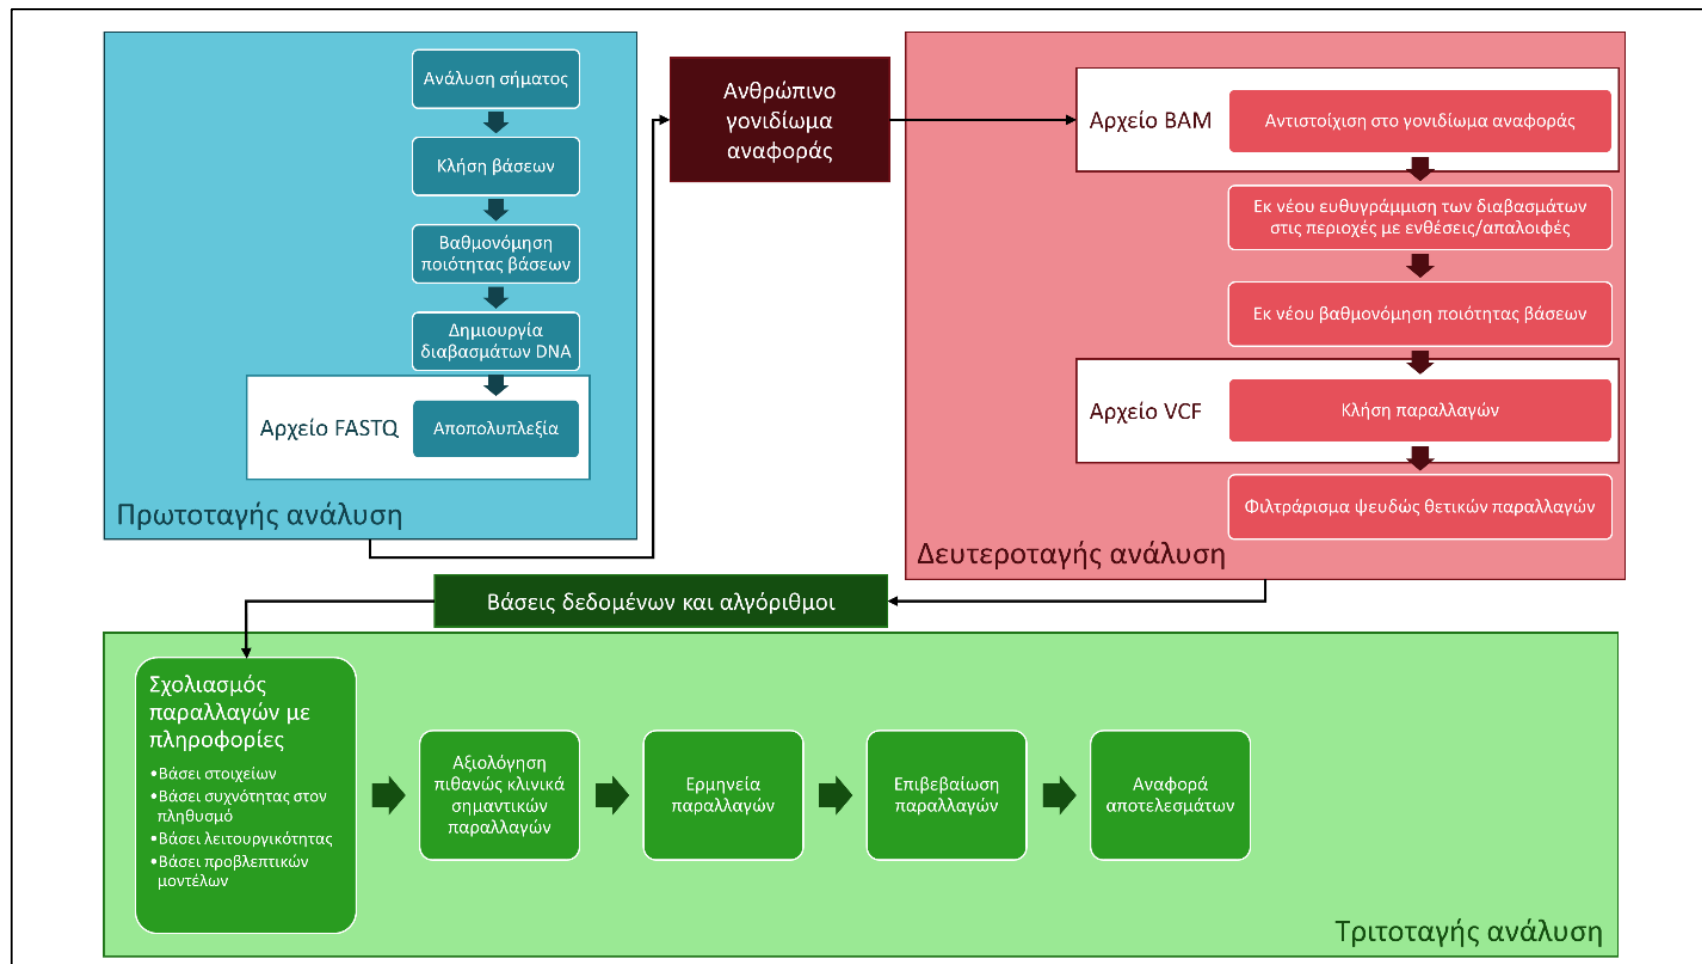 Ανάλυση σήματος
Κλήση βάσεων
Βαθμονόμηση
ποιότητας βάσεων
Δημιουργία
διαβασμάτων DNA
Αρχείο FASTQ
Αποπολυπλεξία
Πρωτοταγής ανάλυση
Ανθρώπινο
γονιδίωμα
αναφοράς
Αρχείο BAM
Αντιστοίχιση στο γονιδίωμα αναφοράς
Εκ νέου ευθυγράμμιση των διαβασμάτων
στις περιοχές με ενθέσεις/απαλοιφές
Εκ νέου βαθμονόμηση ποιότητας βάσεων
Αρχείο VCF
Κλήση παραλλαγών
Φιλτράρισμα ψευδώς θετικών παραλλαγών
Δευτεροταγής ανάλυση
Βάσεις δεδομένων και αλγόριθμοι
Σχολιασμός
παραλλαγών με
πληροφορίες
•Βάσει στοιχείων
•Βάσει συχνότητας στον
πληθυσμό
•Βάσει λειτουργικότητας
•Βάσει προβλεπτικών
μοντέλων
Αξιολόγηση
πιθανώς κλινικά
σημαντικών
παραλλαγών
Ερμηνεία
παραλλαγών
Επιβεβαίωση
παραλλαγών
Αναφορά
αποτελεσμάτων
Τριτοταγής ανάλυση